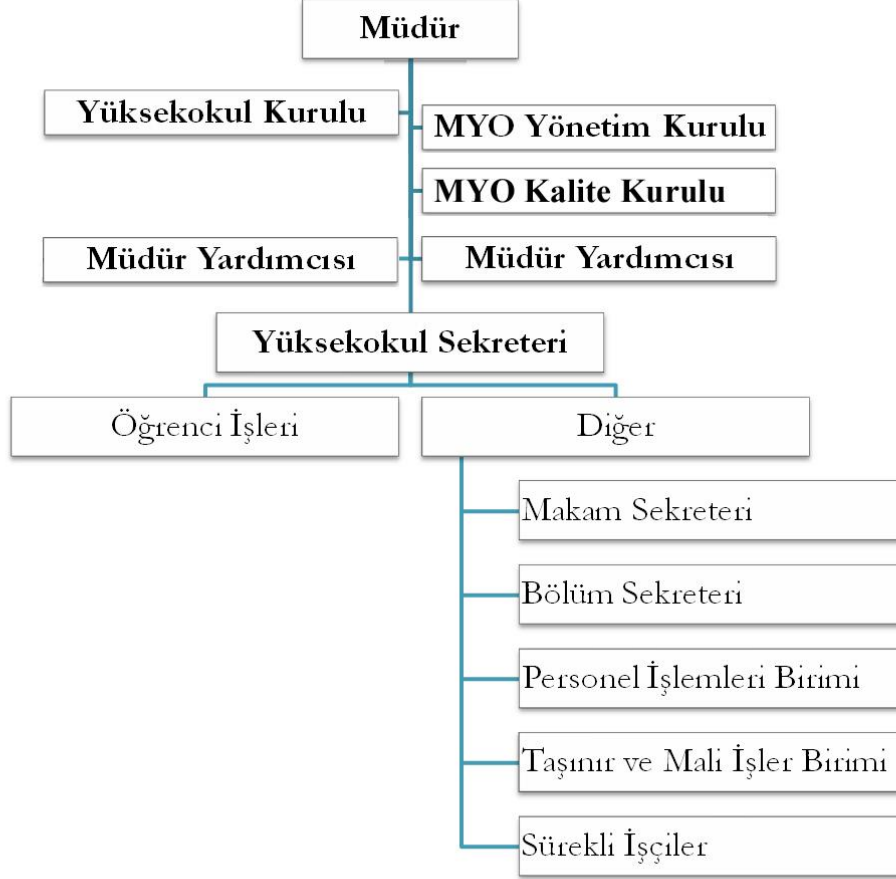 Müdür
Yüksekokul Kurulu
MYO Yönetim Kurulu
MYO Kalite Kurulu
Müdür Yardımcısı
Müdür Yardımcısı
Yüksekokul Sekreteri
Öğrenci İşleri
Diğer
Makam Sekreteri
Bölüm Sekreteri
Personel İşlemleri Birimi
Taşınır ve Mali İşler Birimi
Sürekli İşçiler